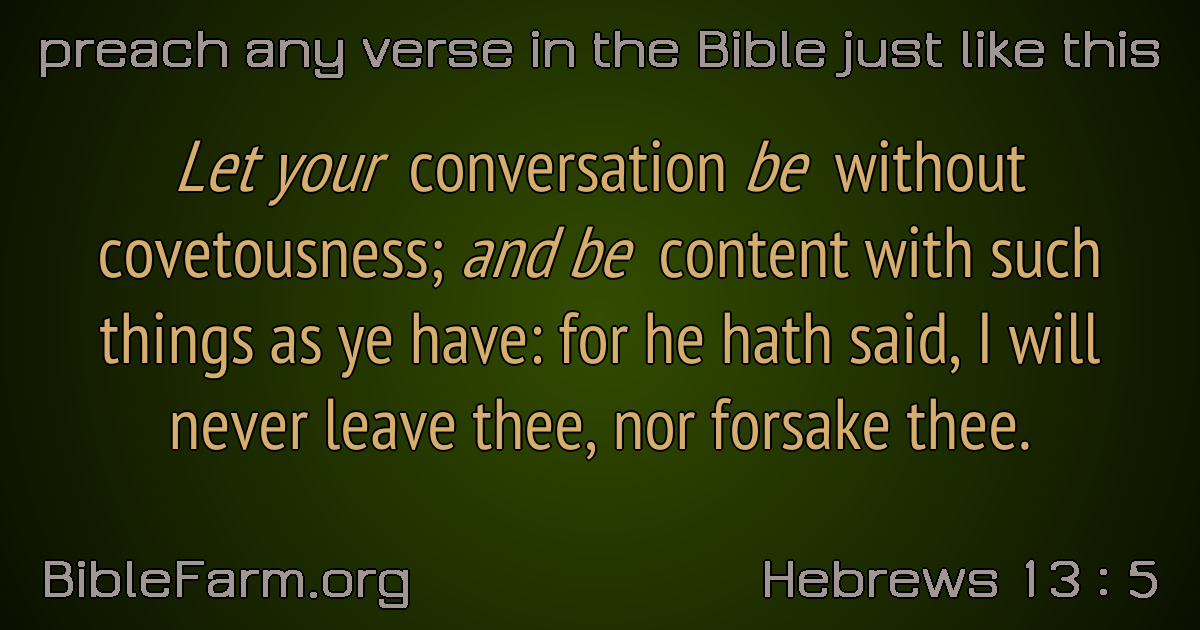 preach any verse in the Bible just like this
Let your conversation be without
covetousness; and be content with such
things as ye have: for he hath said, I will
never leave thee, nor forsake thee.
BibleFarm.org
Hebrews 13 : 5